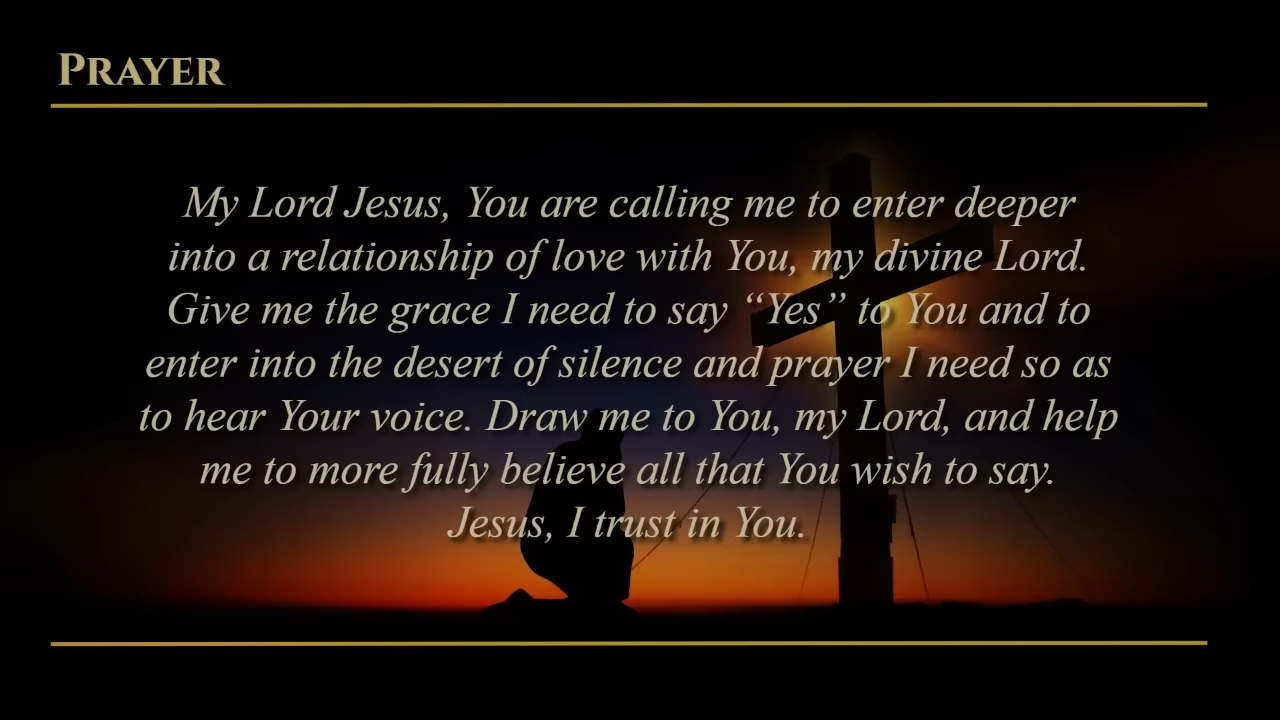 PRAYER
My Lord Jesus, You are calling me to enter deeper
into a relationship of love with You, my divine Lord.
Give me the grace I need to say “Yes” to You and to
enter into the desert of silence and prayer I need so as
to hear Your voice. Draw me to You, my Lord, and help
me to more fully believe all that You wish to say.
Jesus, I trust in You.